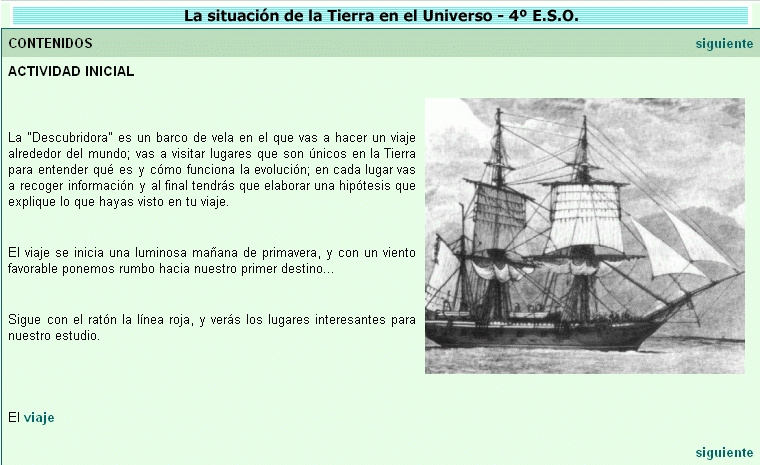 La situación de la Tierra en el Universo - 4º E.S.O.
CONTENIDOS
siguiente
ACTIVIDAD INICIAL
La "Descubridora" es un barco de vela en el que vas a hacer un viaje
alrededor del mundo; vas a visitar lugares que son únicos en la Tierra
para entender qué es y cómo funciona la evolución; en cada lugar vas
a recoger información y al final tendrás que elaborar una hipótesis que
explique lo que hayas visto en tu viaje.
El viaje se inicia una luminosa mañana de primavera, y con un viento
favorable ponemos rumbo hacia nuestro primer destino...
Sigue con el ratón la línea roja, y verás los lugares interesantes para
nuestro estudio.
El viaje
siguiente